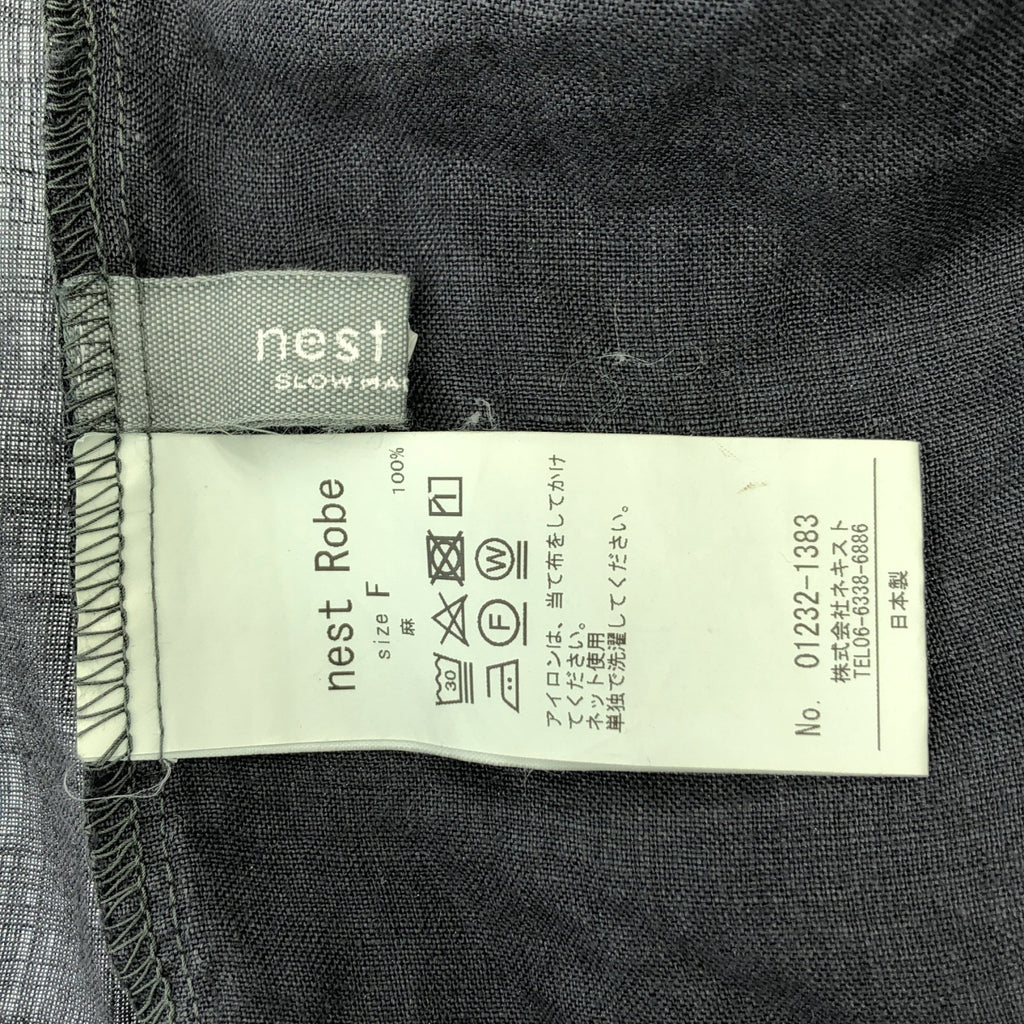 nest
SLOW MA
nest Robe
size F
麻 100%
30
W
F
アイロンは、当て布をしてかけ
てください。
ネット使用
単独で洗濯してください。
No. 01232-1383
株式会社ネキスト
TEL06-6338-6886
日本製